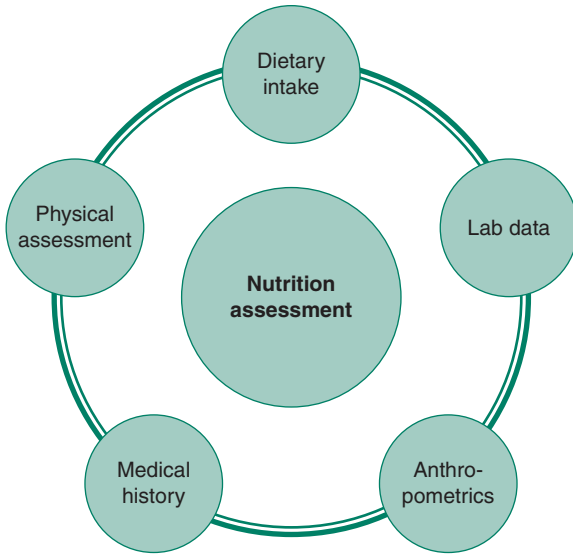 Dietary
intake
Physical
assessment
Lab data
Nutrition
assessment
Medical
history
Anthro-
pometrics